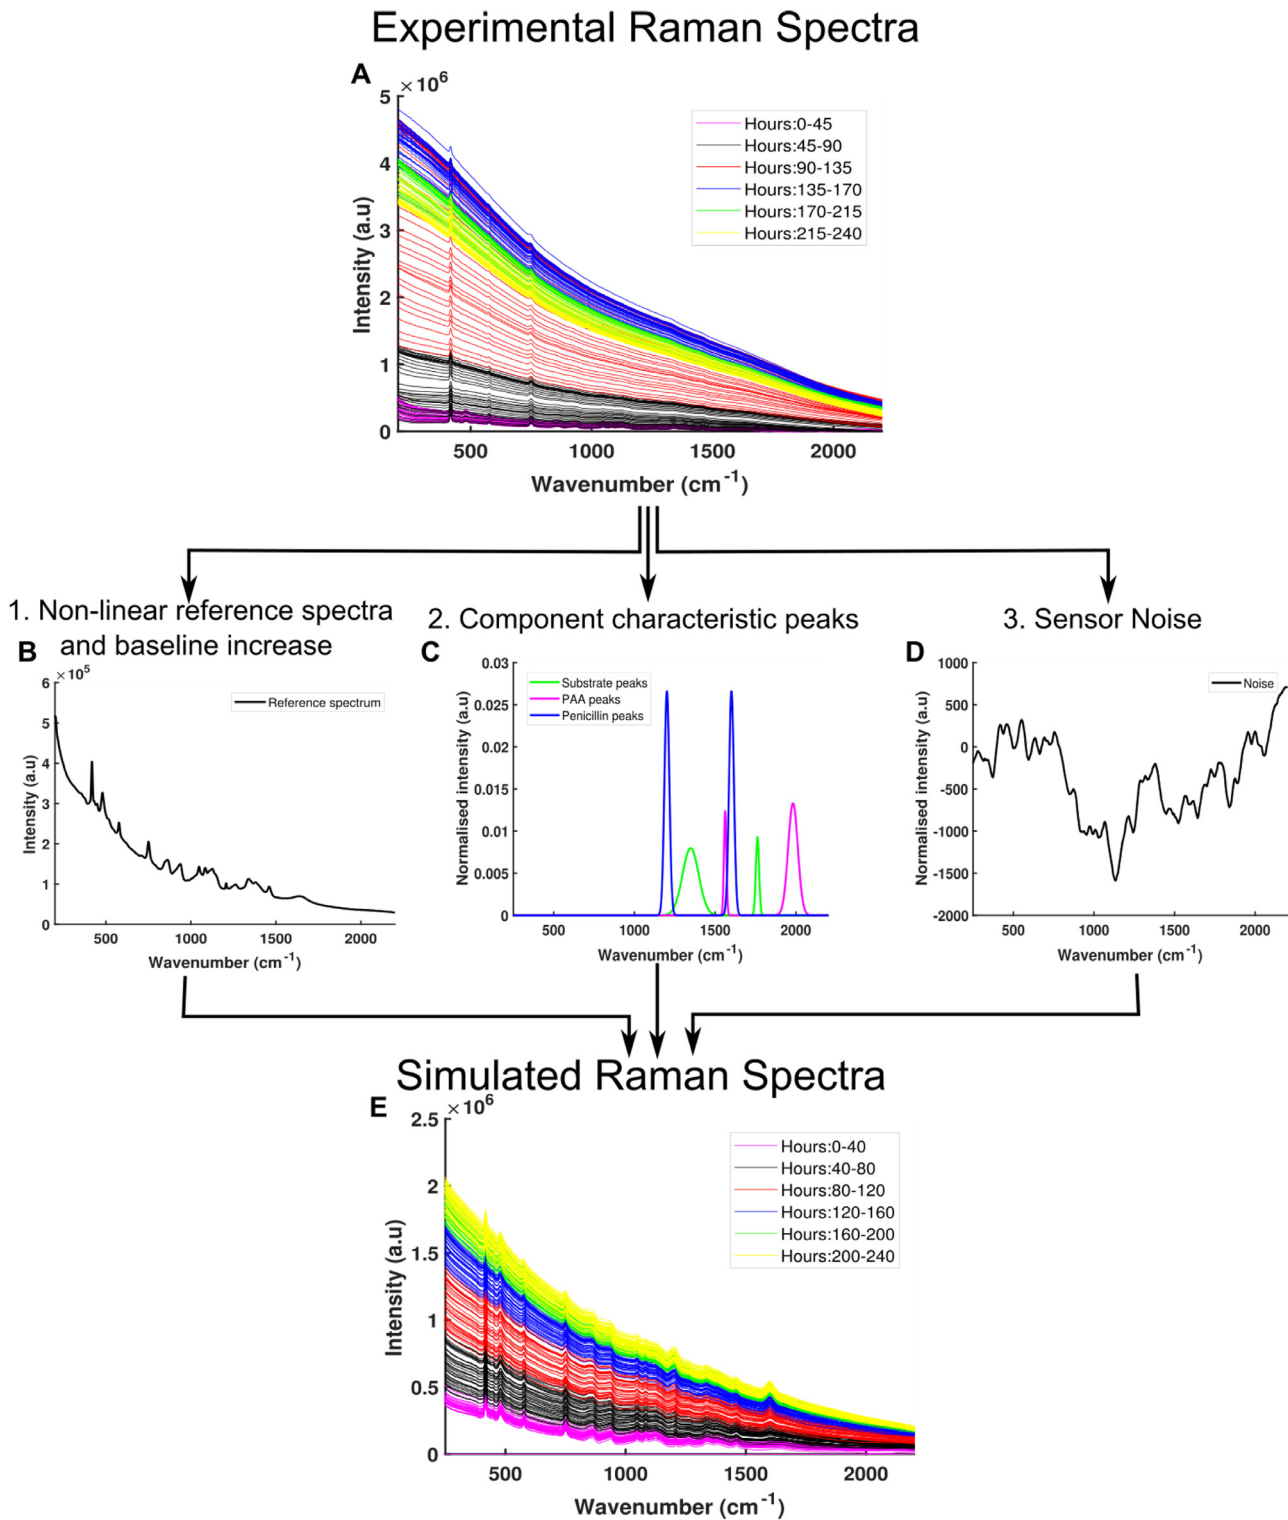 Experimental Raman Spectra
A
×10⁶
5
4
3
2
1
0
Intensity (a.u)
Hours:0-45
Hours:45-90
Hours:90-135
Hours:135-170
Hours:170-215
Hours:215-240
500 1000 1500 2000
Wavenumber (cm⁻¹)
1. Non-linear reference spectra
and baseline increase
B
×10⁵
6
5
4
3
2
1
0
Intensity (a.u)
Reference spectrum
500 1000 1500 2000
Wavenumber (cm⁻¹)
2. Component characteristic peaks
C
0.03
0.025
0.02
0.015
0.01
0.005
0
Normalised intensity (a.u)
Substrate peaks
PAA peaks
Penicillin peaks
500 1000 1500 2000
Wavenumber (cm⁻¹)
3. Sensor Noise
D
1000
500
0
-500
-1000
-1500
-2000
Normalised intensity (a.u)
Noise
500 1000 1500 2000
Wavenumber (cm⁻¹)
Simulated Raman Spectra
E
×10⁶
2.5
2
1.5
1
0.5
0
Intensity (a.u)
Hours:0-40
Hours:40-80
Hours:80-120
Hours:120-160
Hours:160-200
Hours:200-240
500 1000 1500 2000
Wavenumber (cm⁻¹)